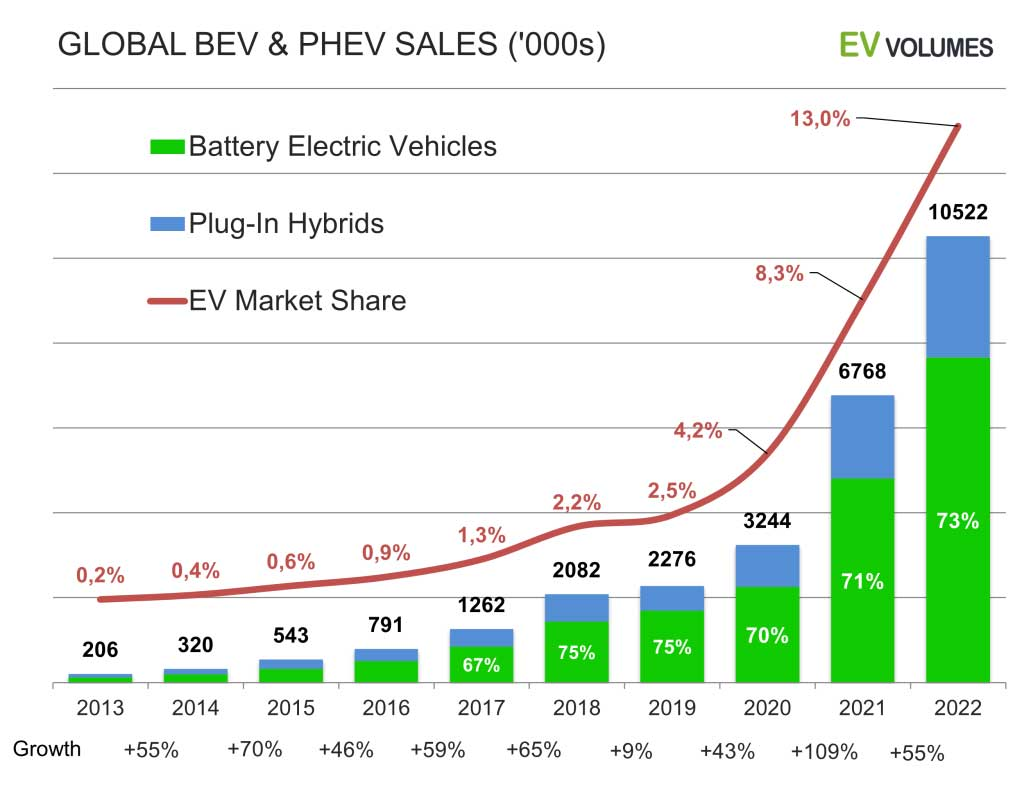 GLOBAL BEV & PHEV SALES ('000s)
EV VOLUMES
Battery Electric Vehicles
Plug-In Hybrids
EV Market Share
0,2% 0,4% 0,6% 0,9% 1,3% 2,2% 2,5% 4,2% 8,3% 13,0%
206 320 543 791 1262 2082 2276 3244 6768 10522
67% 75% 75% 70% 71% 73%
2013 2014 2015 2016 2017 2018 2019 2020 2021 2022
Growth +55% +70% +46% +59% +65% +9% +43% +109% +55%